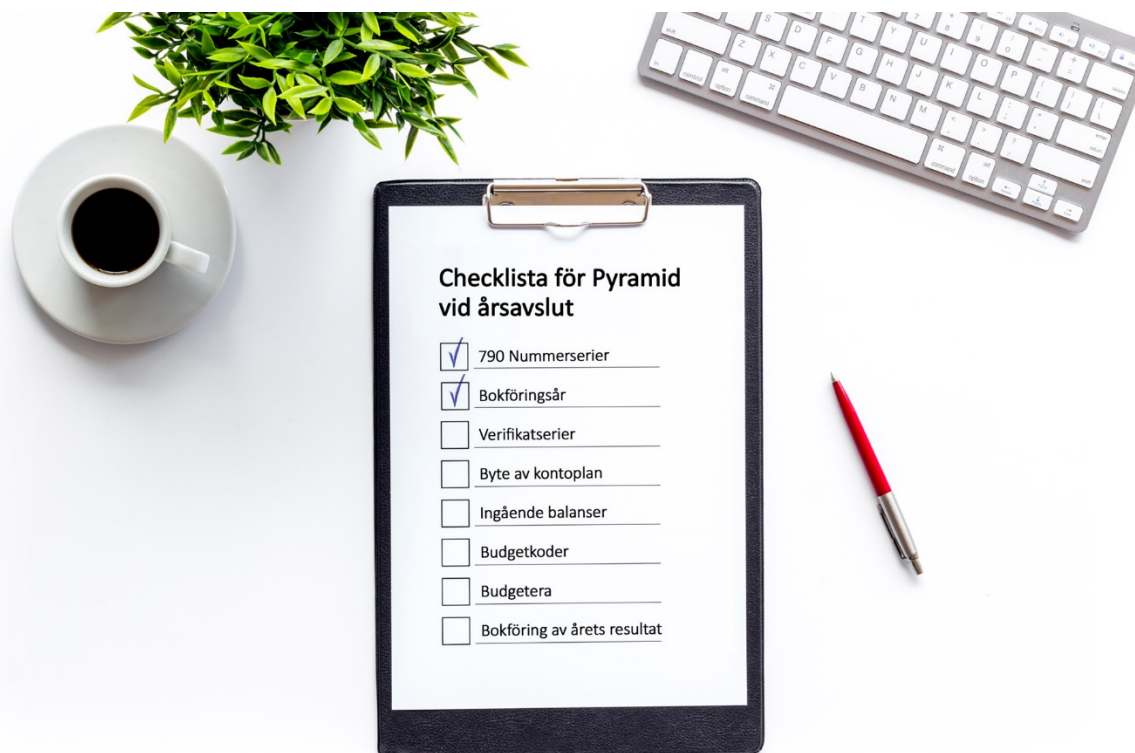 Checklista för Pyramid
vid årsavslut
790 Nummerserier
Bokföringsår
Verifikatserier
Byte av kontoplan
Ingående balanser
Budgetkoder
Budgetera
Bokföring av årets resultat